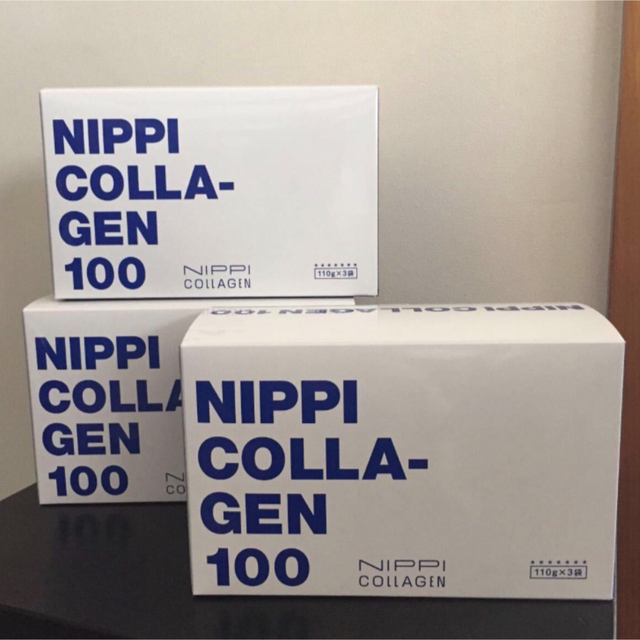 NIPPI
COLLA-
GEN
100
NIPPI
COLLAGEN
★★★★★★★
110g×3袋
NIPPI
COLLA
GEN
100
NIPPI COLLAGEN 100
NIPPI
COLLA-
GEN
100
NIPPI
COLLAGEN
★★★★★★★
110g×3袋